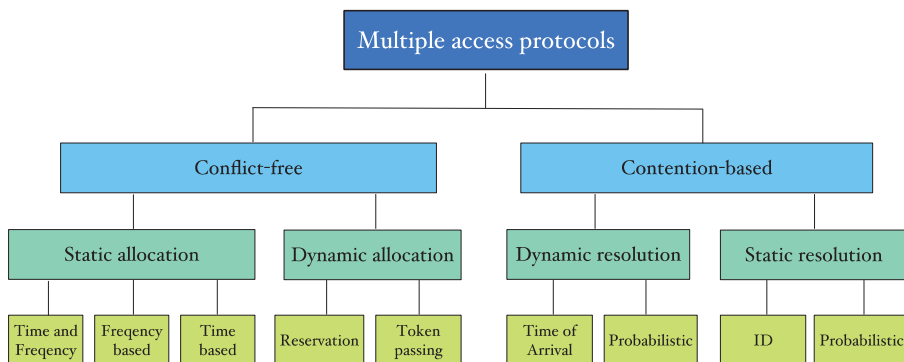 Multiple access protocols
Conflict-free
Contention-based
Static allocation
Dynamic allocation
Dynamic resolution
Static resolution
Time and
Freqency
Freqency
based
Time
based
Reservation
Token
passing
Time of
Arrival
Probabilistic
ID
Probabilistic